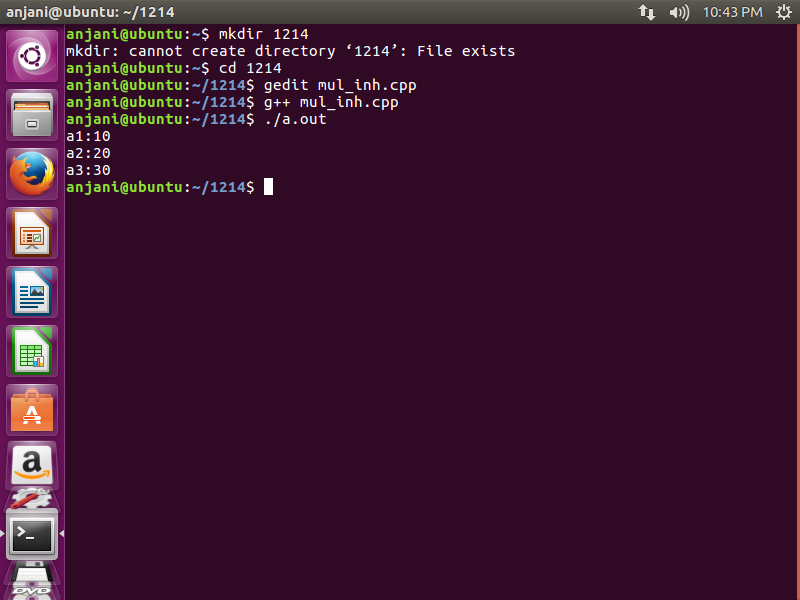 anjani@ubuntu: ~/1214
10:43 PM
anjani@ubuntu:~$ mkdir 1214
mkdir: cannot create directory ‘1214’: File exists
anjani@ubuntu:~$ cd 1214
anjani@ubuntu:~/1214$ gedit mul_inh.cpp
anjani@ubuntu:~/1214$ g++ mul_inh.cpp
anjani@ubuntu:~/1214$ ./a.out
a1:10
a2:20
a3:30
anjani@ubuntu:~/1214$
A
a
>_
DVD